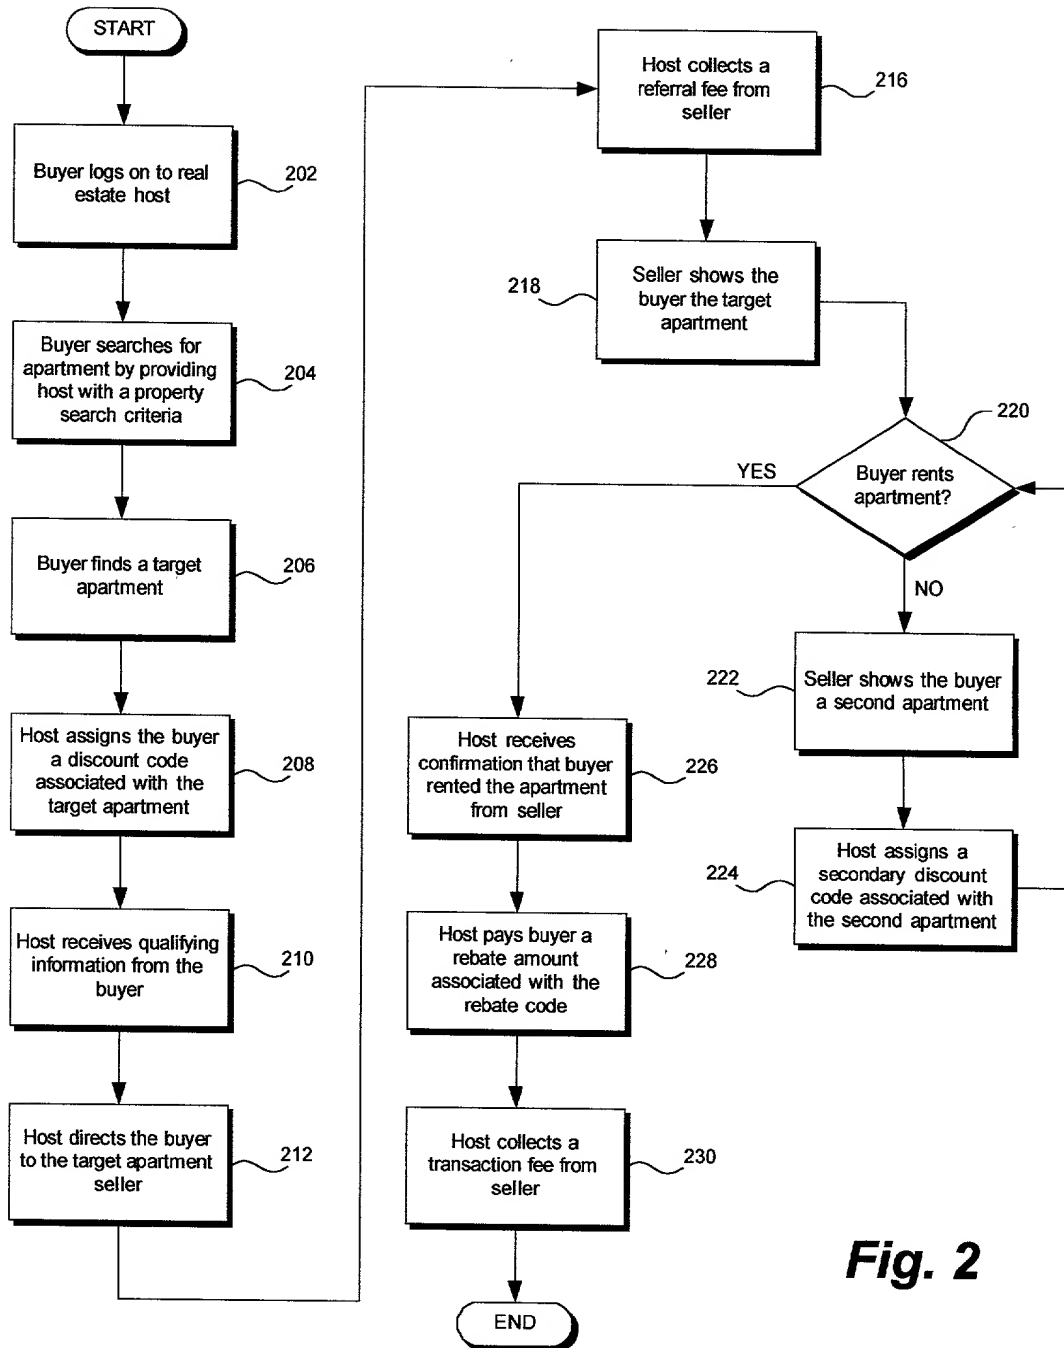 START
Buyer logs on to real
estate host
202
Buyer searches for
apartment by providing
host with a property
search criteria
204
Buyer finds a target
apartment
206
Host assigns the buyer
a discount code
associated with the
target apartment
208
Host receives qualifying
information from the
buyer
210
Host directs the buyer
to the target apartment
seller
212
Host collects a
referral fee from
seller
216
Seller shows the
buyer the target
apartment
218
Buyer rents
apartment?
220
YES
NO
Seller shows the buyer
a second apartment
222
Host assigns a
secondary discount
code associated with
the second apartment
224
Host receives
confirmation that buyer
rented the apartment
from seller
226
Host pays buyer a
rebate amount
associated with the
rebate code
228
Host collects a
transaction fee from
seller
230
END
Fig. 2